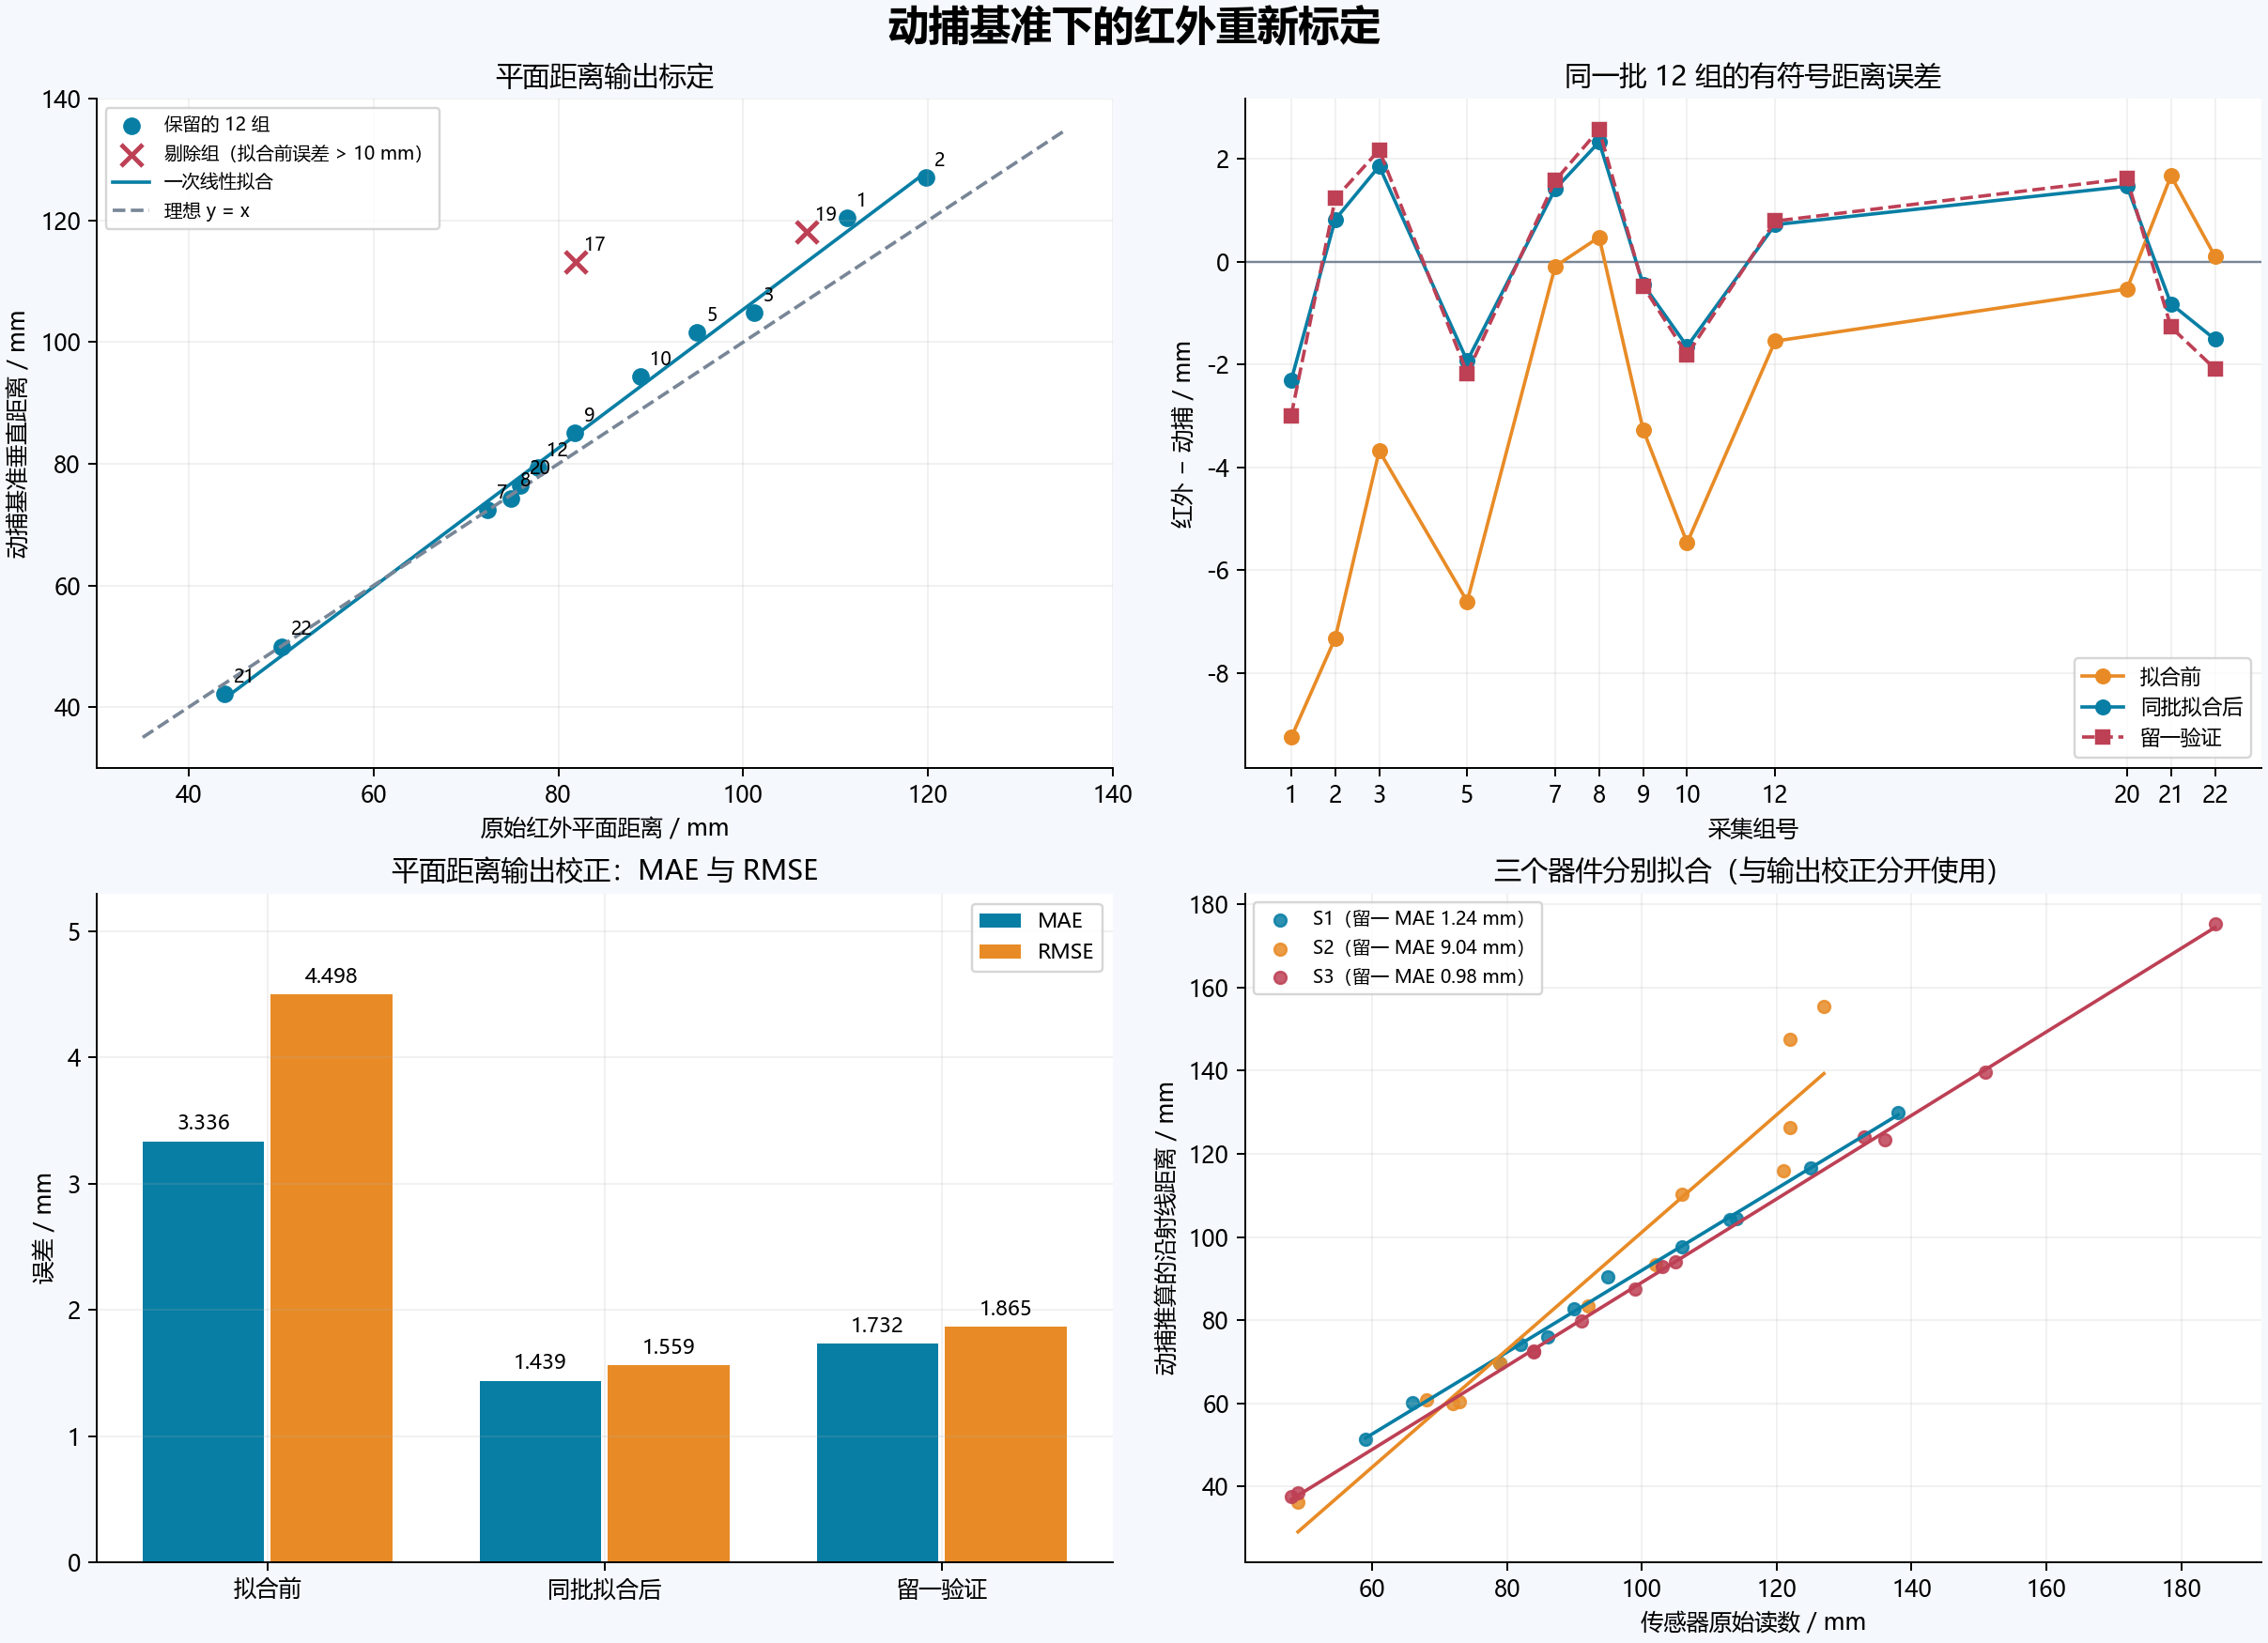 动捕基准下的红外重新标定
平面距离输出标定
保留的 12 组
剔除组（拟合前误差 > 10 mm）
一次线性拟合
理想 y = x
动捕基准垂直距离 / mm
140
120
100
80
60
40
2
1
19
17
3
5
10
9
12
20
8
7
22
21
40
60
80
100
120
140
原始红外平面距离 / mm
同一批 12 组的有符号距离误差
红外 − 动捕 / mm
2
0
-2
-4
-6
-8
拟合前
同批拟合后
留一验证
1
2
3
5
7
8
9
10
12
20
21
22
采集组号
平面距离输出校正：MAE 与 RMSE
MAE
RMSE
误差 / mm
5
4
3
2
1
0
3.336
4.498
1.439
1.559
1.732
1.865
拟合前
同批拟合后
留一验证
三个器件分别拟合（与输出校正分开使用）
S1（留一 MAE 1.24 mm）
S2（留一 MAE 9.04 mm）
S3（留一 MAE 0.98 mm）
动捕推算的沿射线距离 / mm
180
160
140
120
100
80
60
40
60
80
100
120
140
160
180
传感器原始读数 / mm